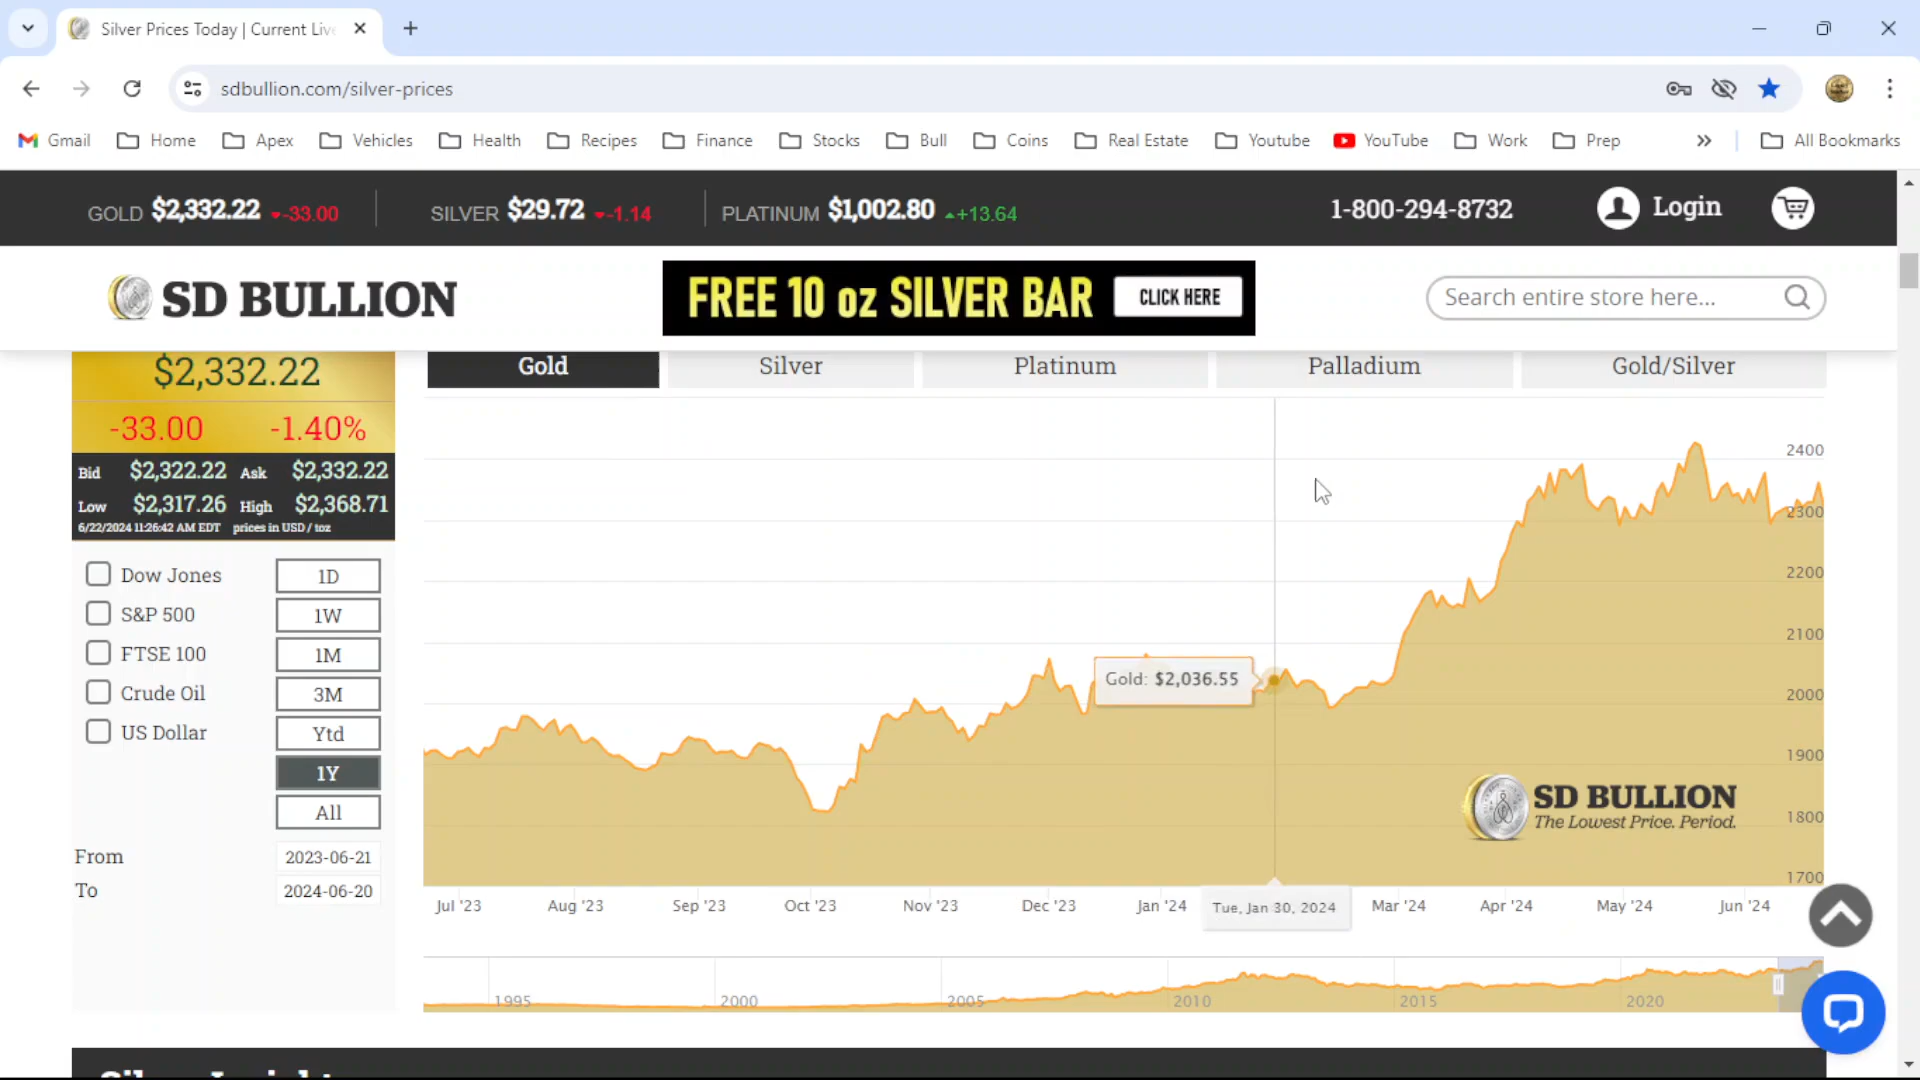 Silver Prices Today | Current Liv
sdbullion.com/silver-prices
Gmail Home Apex Vehicles Health Recipes Finance Stocks Bull Coins Real Estate Youtube YouTube Work Prep All Bookmarks
GOLD $2,332.22 -33.00 SILVER $29.72 -1.14 PLATINUM $1,002.80 +13.64 1-800-294-8732 Login
SD BULLION FREE 10 oz SILVER BAR CLICK HERE Search entire store here...
$2,332.22
-33.00 -1.40%
Bid $2,322.22 Ask $2,332.22
Low $2,317.26 High $2,368.71
6/22/2024 11:26:42 AM EDT prices in USD / toz
Gold Silver Platinum Palladium Gold/Silver
Dow Jones 1D
S&P 500 1W
FTSE 100 1M
Crude Oil 3M
US Dollar Ytd
1Y
All
From 2023-06-21
To 2024-06-20
2400
2300
2200
2100
2000
1900
1800
1700
Gold: $2,036.55
SD BULLION
The Lowest Price. Period.
Jul '23 Aug '23 Sep '23 Oct '23 Nov '23 Dec '23 Jan '24 Tue, Jan 30, 2024 Mar '24 Apr '24 May '24 Jun '24
1995 2000 2005 2010 2015 2020